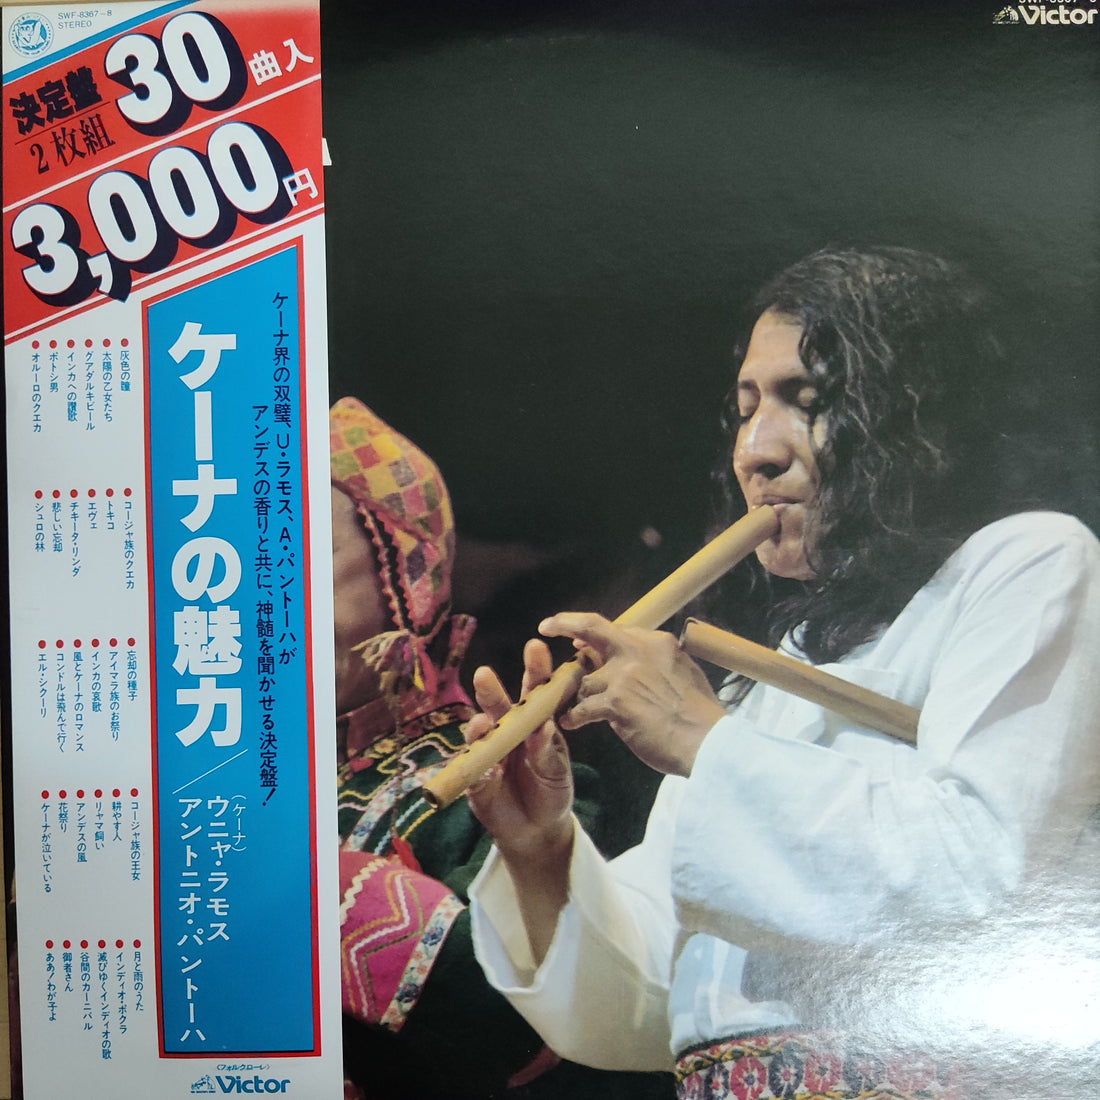 SWF-8367~8
STEREO
決定盤
2枚組
30
曲入
3,000円
ケーナ界の双璧、U・ラモス、A・パントーハが
アンデスの香りと共に、神髄を聞かせる決定盤!
ケーナの魅力
(ケーナ)
ウニャ・ラモス
アントニオ・パントーハ
灰色の瞳
太陽の乙女たち
グアダルキビール
インカへの讃歌
ポトシ男
オルーロのクエカ
コージャ族のクエカ
トキコ
エヴェ
チキータ・リンダ
悲しい忘却
シュロの林
忘却の種子
アイマラ族のお祭り
インカの哀歌
風とケーナのロマンス
コンドルは飛んで行く
エル・シクーリ
コージャ族の王女
耕やす人
リャマ飼い
アンデスの風
花祭り
ケーナが泣いている
月と雨のうた
インディオ・ボクラ
滅びゆくインディオの歌
谷間のカーニバル
御者さん
ああ!わが子よ
(フォルクローレ)
Victor
SWF-8367~8
Victor